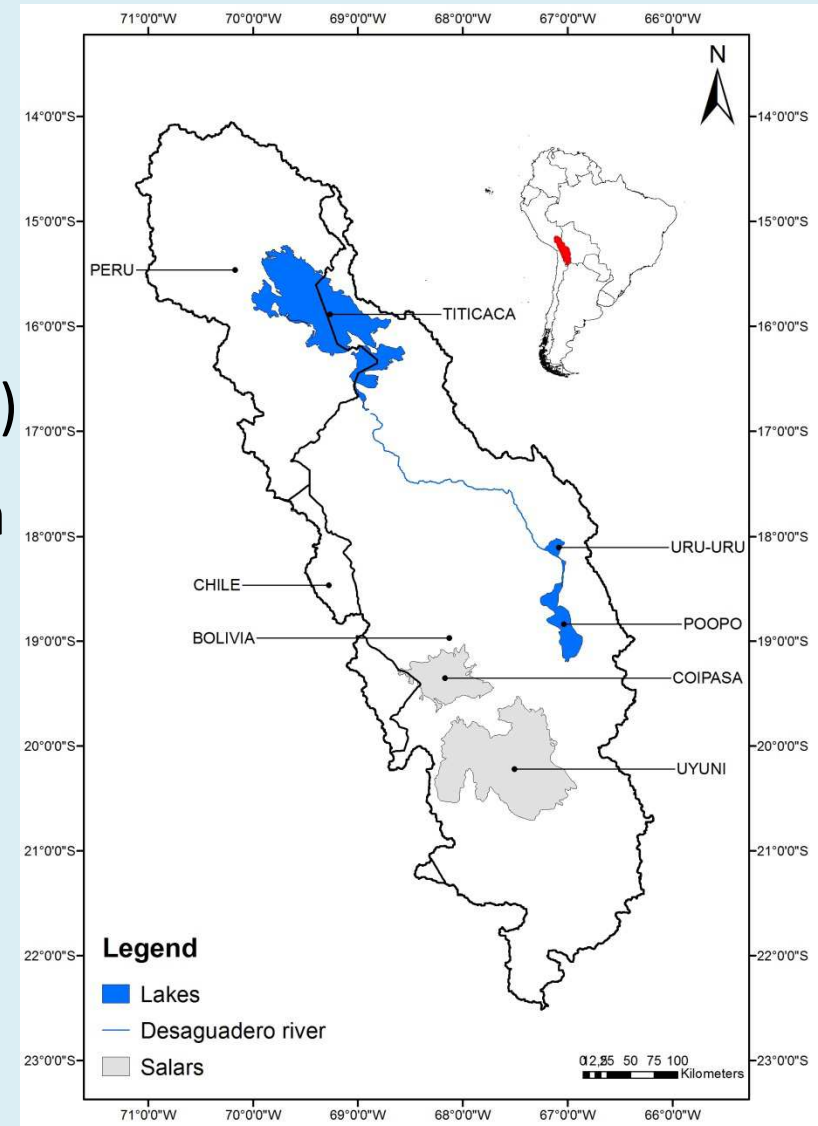 71°0'0"W 70°0'0"W 69°0'0"W 68°0'0"W 67°0'0"W 66°0'0"W
N
14°0'0"S 14°0'0"S
15°0'0"S 15°0'0"S
PERU
16°0'0"S TITICACA 16°0'0"S
)
17°0'0"S 17°0'0"S
18°0'0"S 18°0'0"S
URU-URU
CHILE
POOPO
BOLIVIA
19°0'0"S 19°0'0"S
COIPASA
20°0'0"S 20°0'0"S
UYUNI
21°0'0"S 21°0'0"S
Legend
22°0'0"S 22°0'0"S
Lakes
Desaguadero river
23°0'0"S 23°0'0"S
Salars
50 75 100
Kilometers
71°0'0"W 70°0'0"W 69°0'0"W 68°0'0"W 67°0'0"W 66°0'0"W